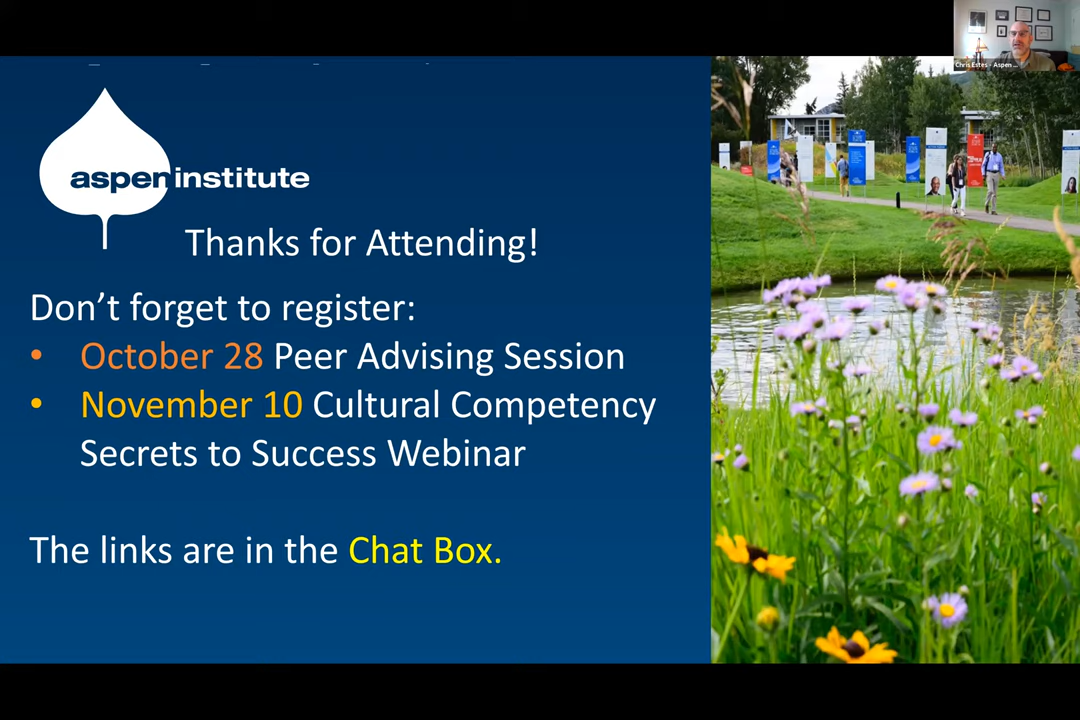 Chris Estes - Aspen ...
aspen institute
Thanks for Attending!
Don't forget to register:
• October 28 Peer Advising Session
• November 10 Cultural Competency
Secrets to Success Webinar
The links are in the Chat Box.